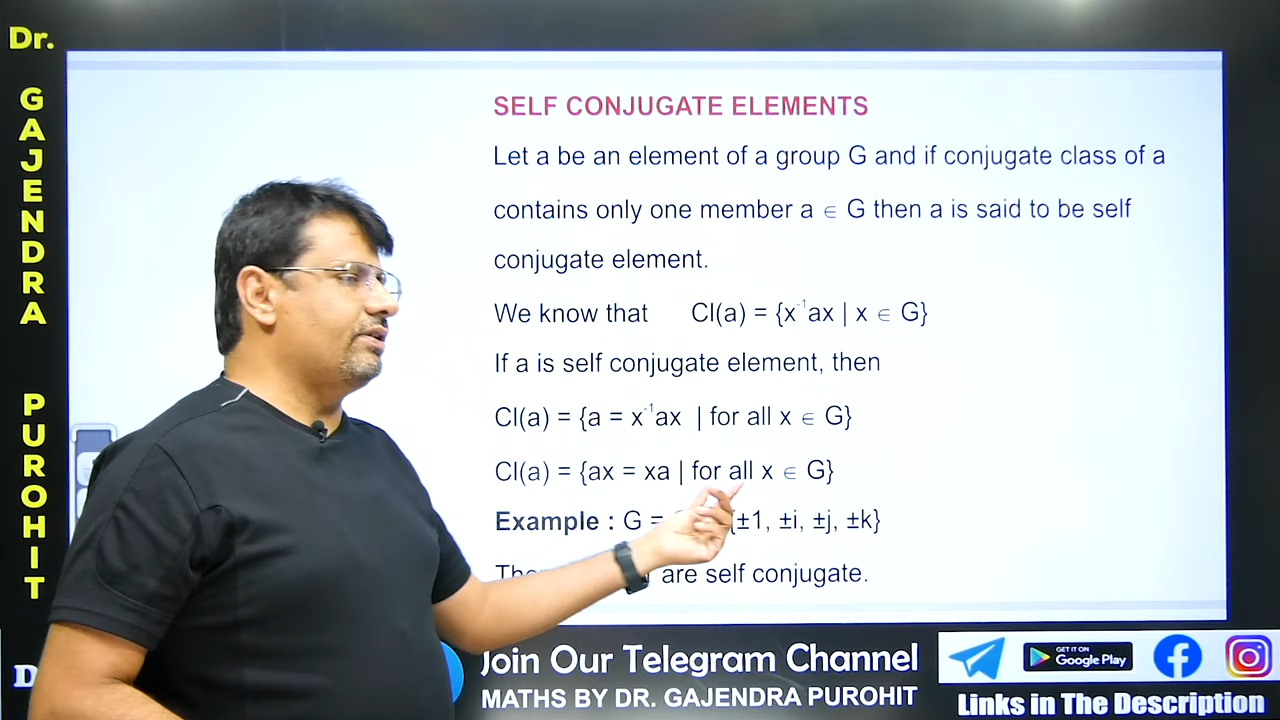 Dr.
GAJENDRA
PUROHIT
SELF CONJUGATE ELEMENTS
Let a be an element of a group G and if conjugate class of a
contains only one member a ∈ G then a is said to be self
conjugate element.
We know that Cl(a) = {x⁻¹ax | x ∈ G}
If a is self conjugate element, then
Cl(a) = {a = x⁻¹ax | for all x ∈ G}
Cl(a) = {ax = xa | for all x ∈ G}
Example : G = {±1, ±i, ±j, ±k}
are self conjugate.
Join Our Telegram Channel
MATHS BY DR. GAJENDRA PUROHIT
GET IT ON
Google Play
Links in The Description